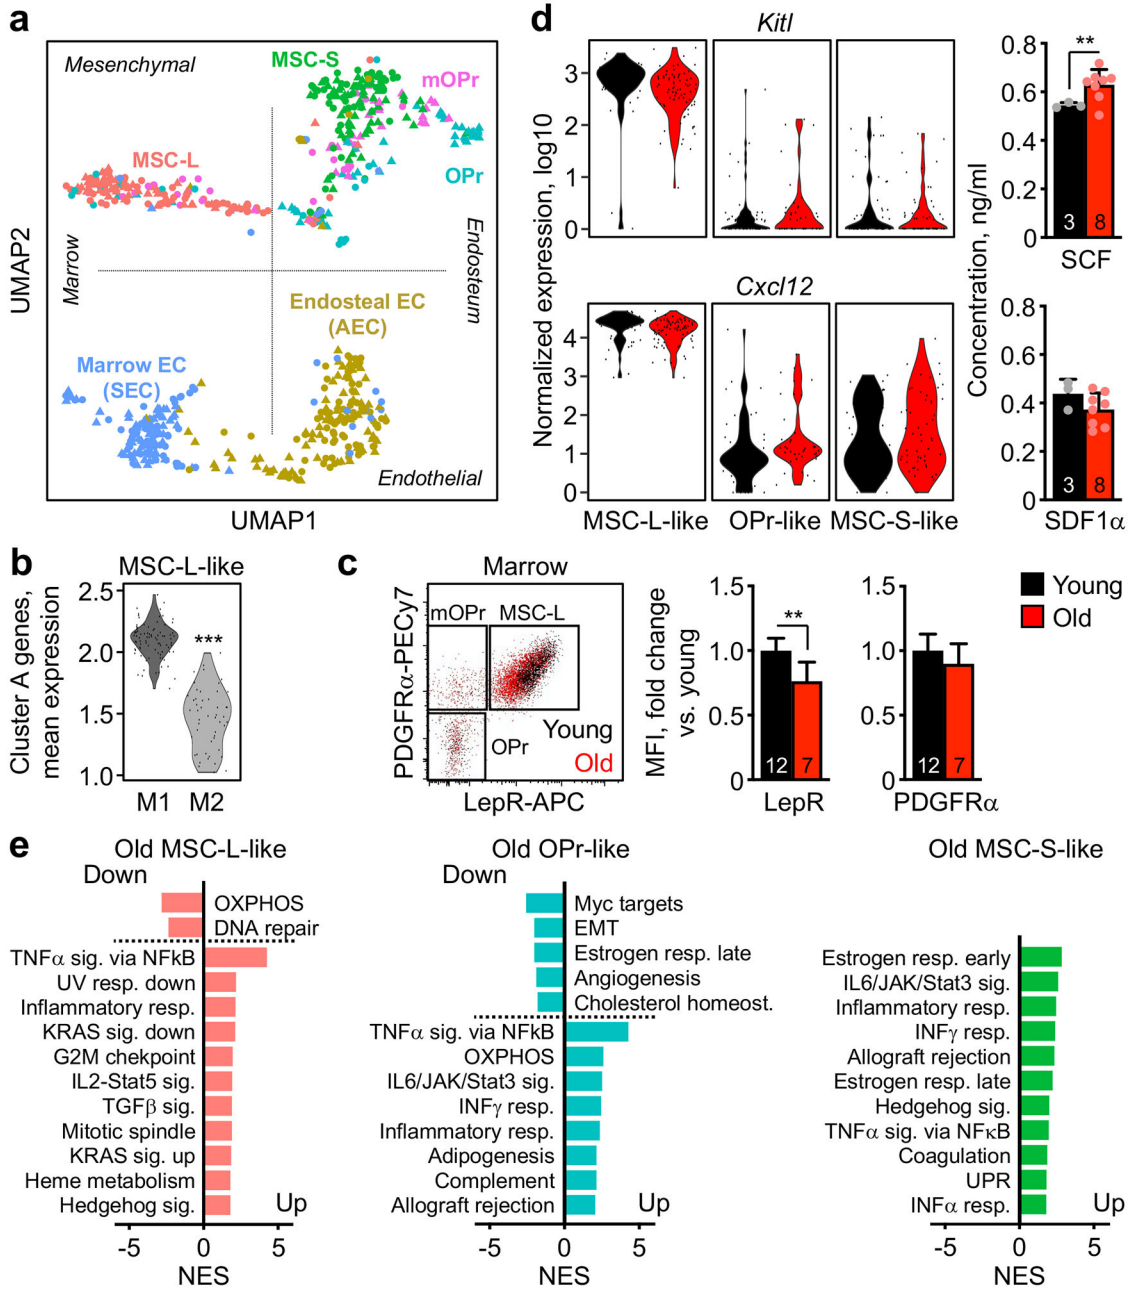 a
Mesenchymal
MSC-S
mOPr
MSC-L
OPr
Marrow
Endosteum
Endosteal EC
(AEC)
Marrow EC
(SEC)
Endothelial
UMAP2
UMAP1
d
Kitl
Normalized expression, log10
3
2
1
0
Cxcl12
4
3
2
1
0
MSC-L-like
OPr-like
MSC-S-like
Concentration, ng/ml
0.8
0.6
0.4
0.2
0
**
3
8
SCF
Concentration, ng/ml
0.8
0.6
0.4
0.2
0
3
8
SDF1α
b
MSC-L-like
Cluster A genes,
mean expression
2.5
2.0
1.5
1.0
***
M1
M2
c
Marrow
mOPr
MSC-L
OPr
Young
Old
PDGFRα-PECy7
LepR-APC
MFI, fold change
vs. young
1.5
1.0
0.5
0
**
12
7
LepR
1.5
1.0
0.5
0
12
7
PDGFRα
Young
Old
e
Old MSC-L-like
Down
OXPHOS
DNA repair
TNFα sig. via NFkB
UV resp. down
Inflammatory resp.
KRAS sig. down
G2M chekpoint
IL2-Stat5 sig.
TGFβ sig.
Mitotic spindle
KRAS sig. up
Heme metabolism
Hedgehog sig.
Up
-5
0
5
NES
Old OPr-like
Down
Myc targets
EMT
Estrogen resp. late
Angiogenesis
Cholesterol homeost.
TNFα sig. via NFkB
OXPHOS
IL6/JAK/Stat3 sig.
INFγ resp.
Inflammatory resp.
Adipogenesis
Complement
Allograft rejection
Up
-5
0
5
NES
Old MSC-S-like
Estrogen resp. early
IL6/JAK/Stat3 sig.
Inflammatory resp.
INFγ resp.
Allograft rejection
Estrogen resp. late
Hedgehog sig.
TNFα sig. via NFκB
Coagulation
UPR
INFα resp.
Up
-5
0
5
NES